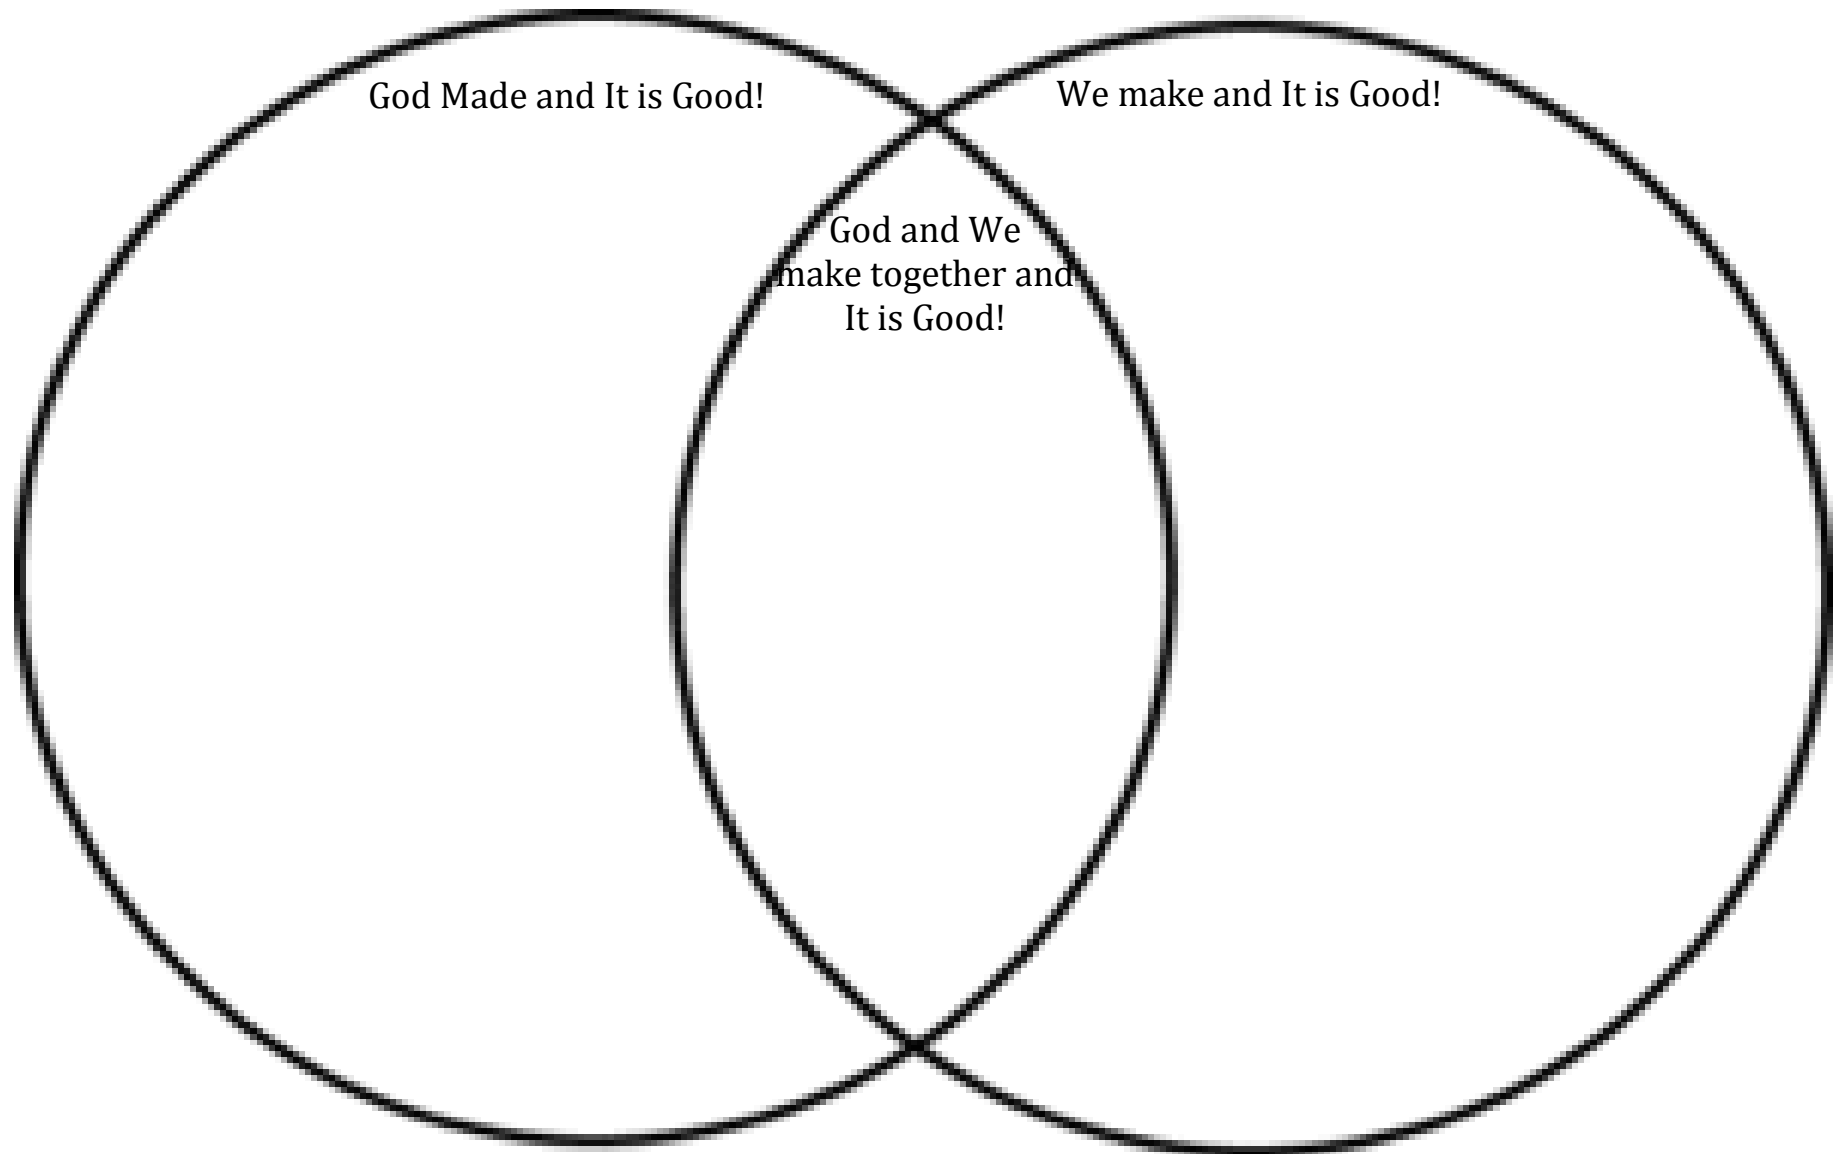 God Made and It is Good!
We make and It is Good!
God and We
make together and
It is Good!